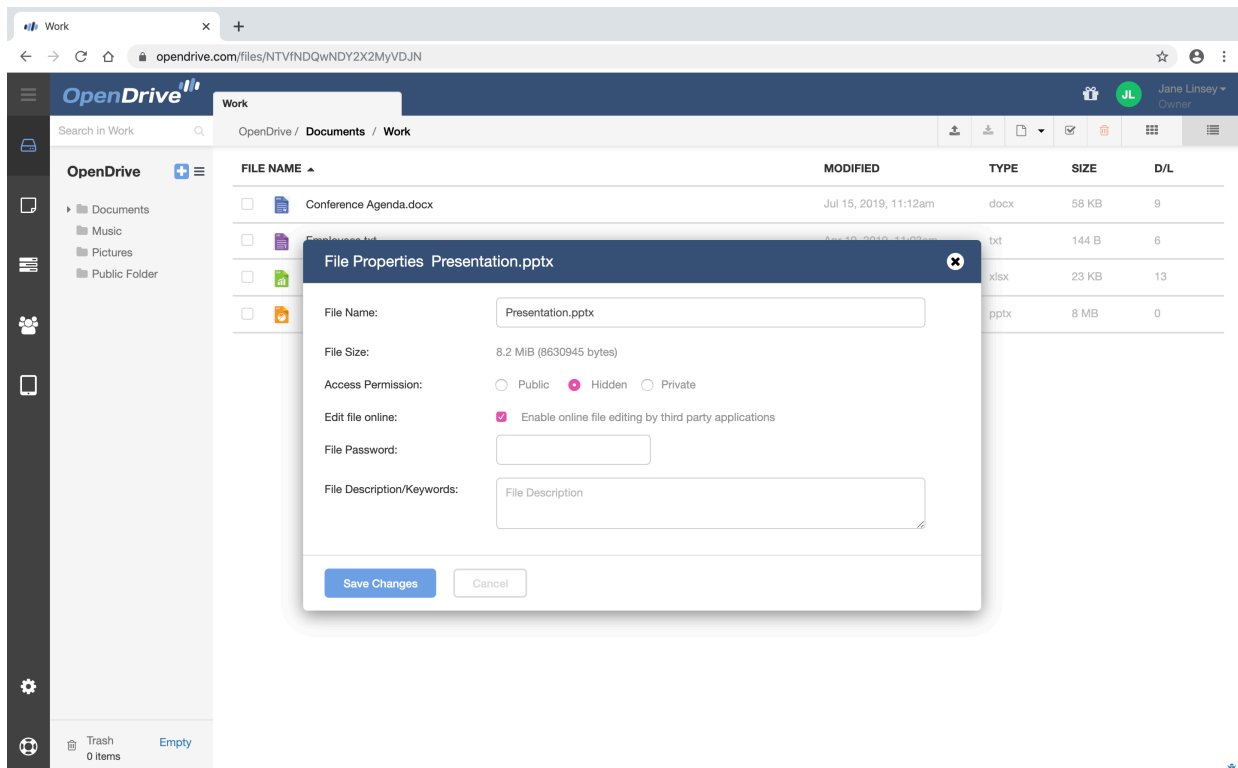 Work
opendrive.com/files/NTVfNDQwNDY2X2MyVDJN
OpenDrive
Work
JL
Jane Linsey
Owner
Search in Work
OpenDrive / Documents / Work
OpenDrive
FILE NAME
MODIFIED
TYPE
SIZE
D/L
Documents
Music
Pictures
Public Folder
Conference Agenda.docx
Jul 15, 2019, 11:12am
docx
58 KB
9
txt
144 B
6
xlsx
23 KB
13
pptx
8 MB
0
File Properties Presentation.pptx
File Name:
Presentation.pptx
File Size:
8.2 MiB (8630945 bytes)
Access Permission:
Public
Hidden
Private
Edit file online:
Enable online file editing by third party applications
File Password:
File Description/Keywords:
File Description
Save Changes
Cancel
Trash
Empty
0 items